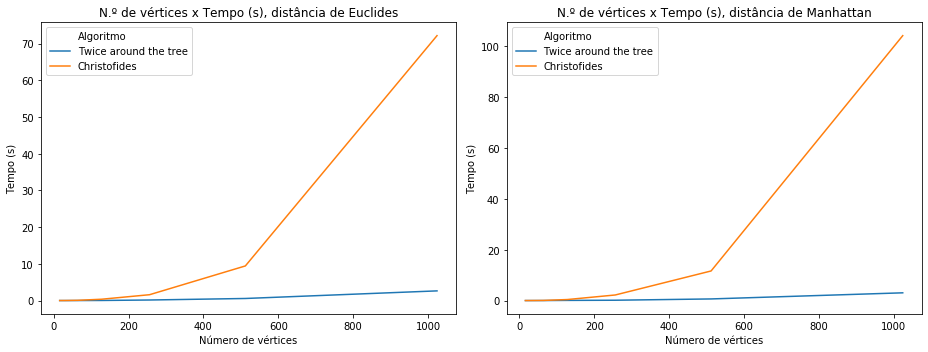 N.º de vértices x Tempo (s), distância de Euclides
Algoritmo
Twice around the tree
Christofides
70
60
50
40
30
20
10
0
Tempo (s)
0
200
400
600
800
1000
Número de vértices
N.º de vértices x Tempo (s), distância de Manhattan
Algoritmo
Twice around the tree
Christofides
100
80
60
40
20
0
Tempo (s)
0
200
400
600
800
1000
Número de vértices